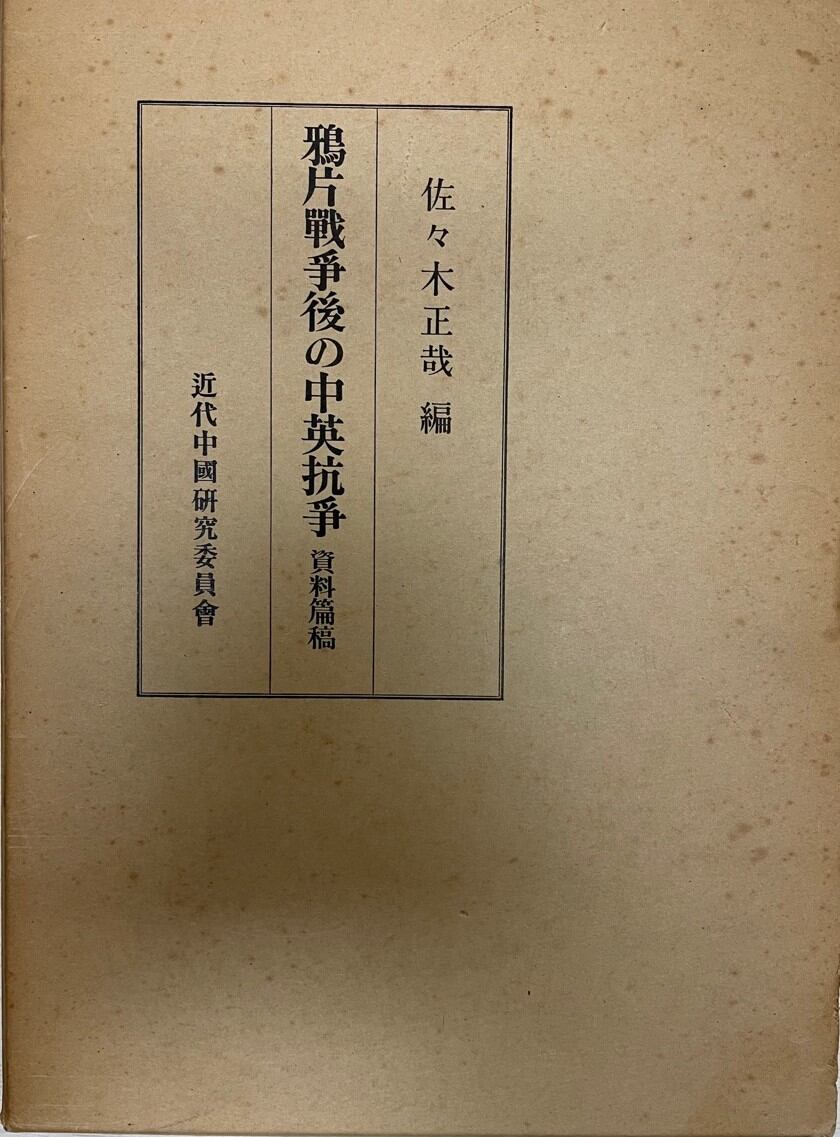 佐々木正哉 編
鴉片戰爭後の中英抗爭 資料篇稿
近代中國研究委員會